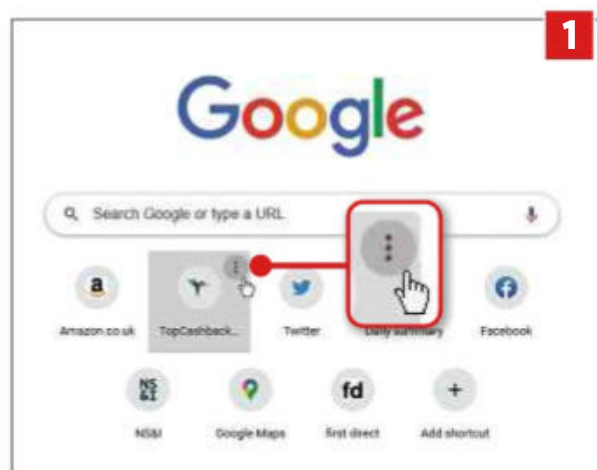 1
Google
Search Google or type a URL
a
Amazon.co.uk TopCashback... Twitter Daily summary Facebook
NS
&I
fd
NS&I Google Maps first direct Add shortcut